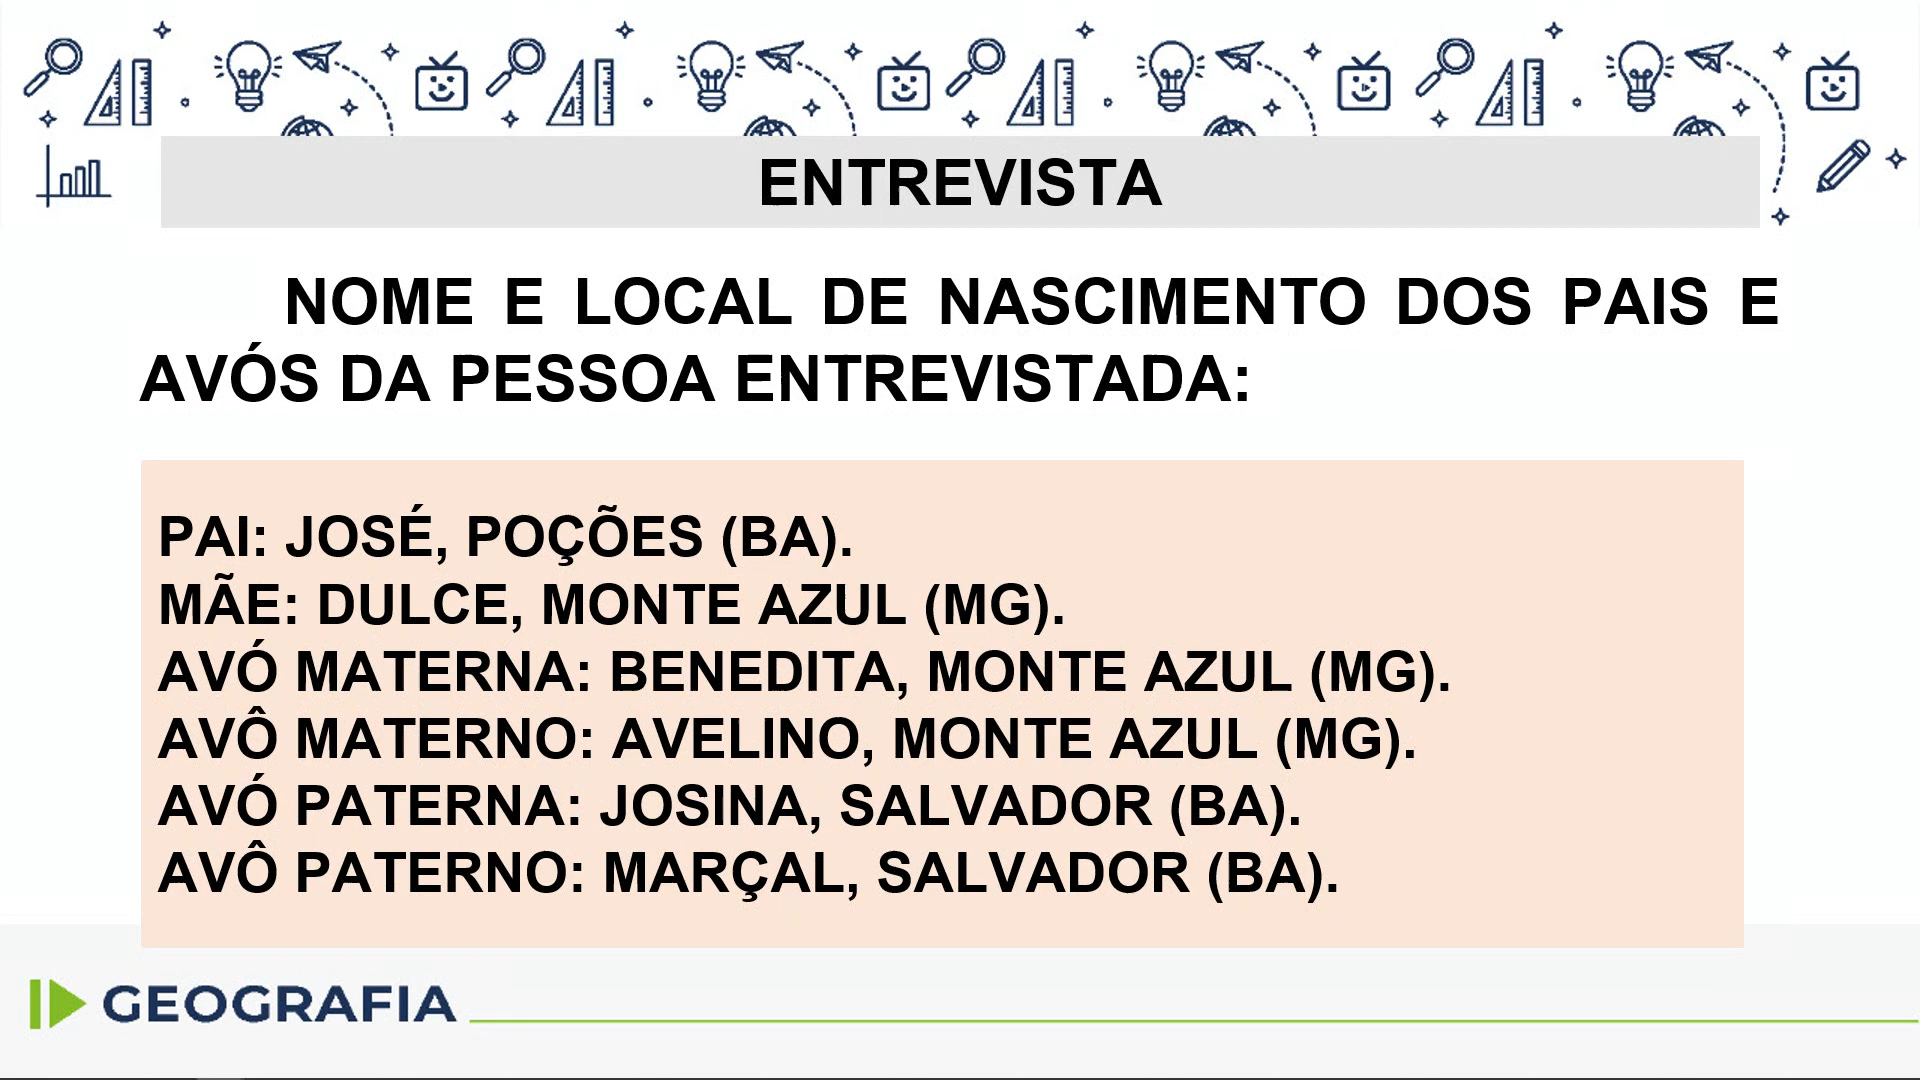 ENTREVISTA
NOME E LOCAL DE NASCIMENTO DOS PAIS E
AVÓS DA PESSOA ENTREVISTADA:
PAI: JOSÉ, POÇÕES (BA).
MÃE: DULCE, MONTE AZUL (MG).
AVÓ MATERNA: BENEDITA, MONTE AZUL (MG).
AVÔ MATERNO: AVELINO, MONTE AZUL (MG).
AVÓ PATERNA: JOSINA, SALVADOR (BA).
AVÔ PATERNO: MARÇAL, SALVADOR (BA).
GEOGRAFIA